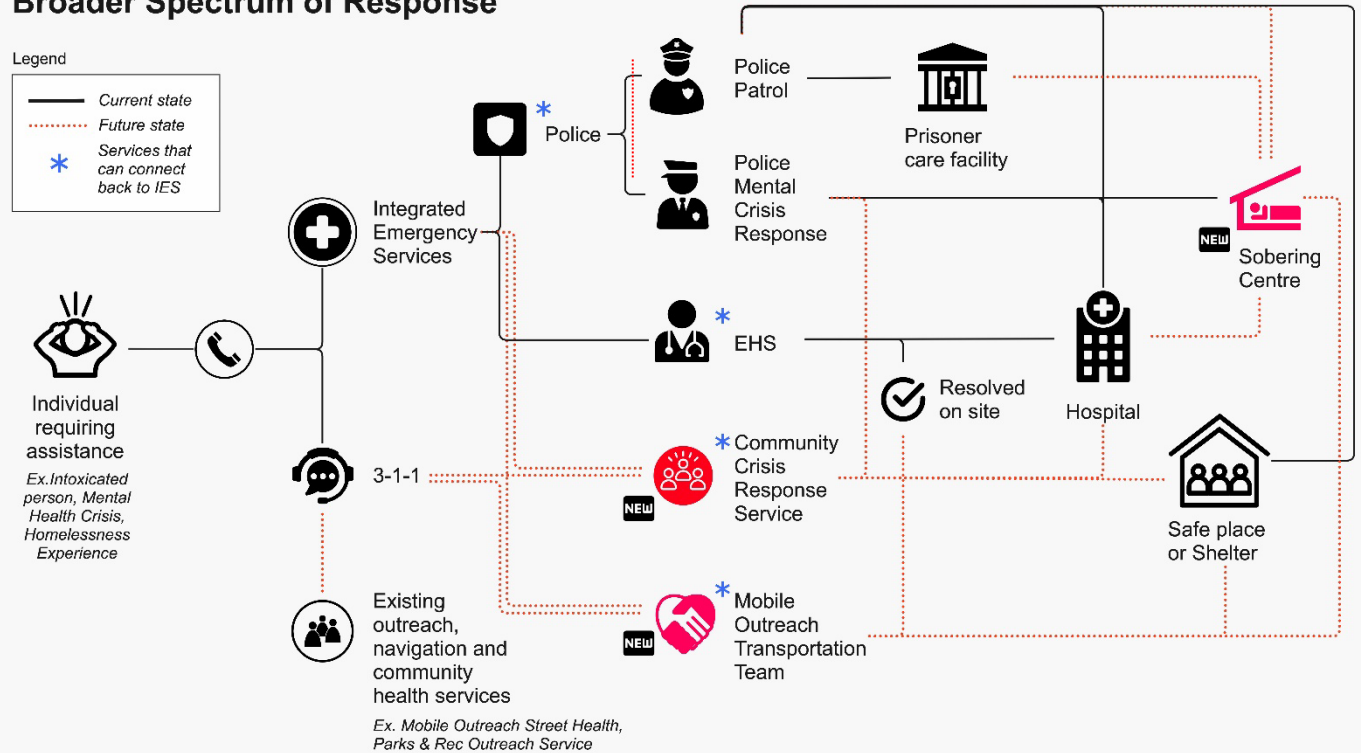 Broader Spectrum of Response
Legend
Current state
Future state
Services that
can connect
back to IES
Individual
requiring
assistance
Ex.Intoxicated
person, Mental
Health Crisis,
Homelessness
Experience
Integrated
Emergency
Services
3-1-1
Existing
outreach,
navigation and
community
health services
Ex. Mobile Outreach Street Health,
Parks & Rec Outreach Service
Police
Police
Patrol
Police
Mental
Crisis
Response
EHS
NEW
Community
Crisis
Response
Service
NEW
Mobile
Outreach
Transportation
Team
Prisoner
care facility
Resolved
on site
Hospital
NEW
Sobering
Centre
Safe place
or Shelter